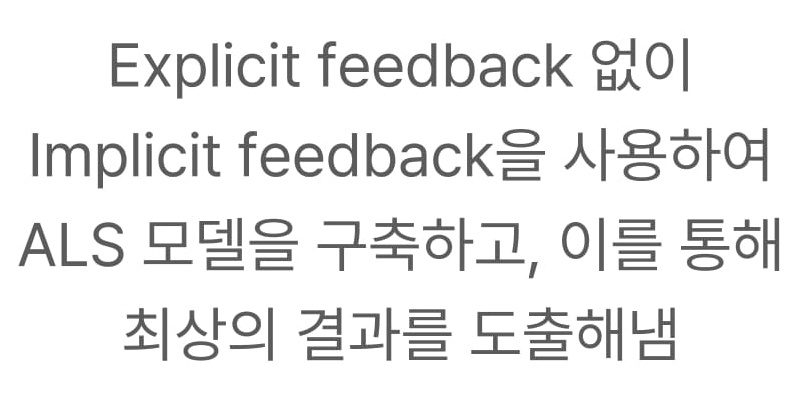 Explicit feedback 없이
Implicit feedback을 사용하여
ALS 모델을 구축하고, 이를 통해
최상의 결과를 도출해냄